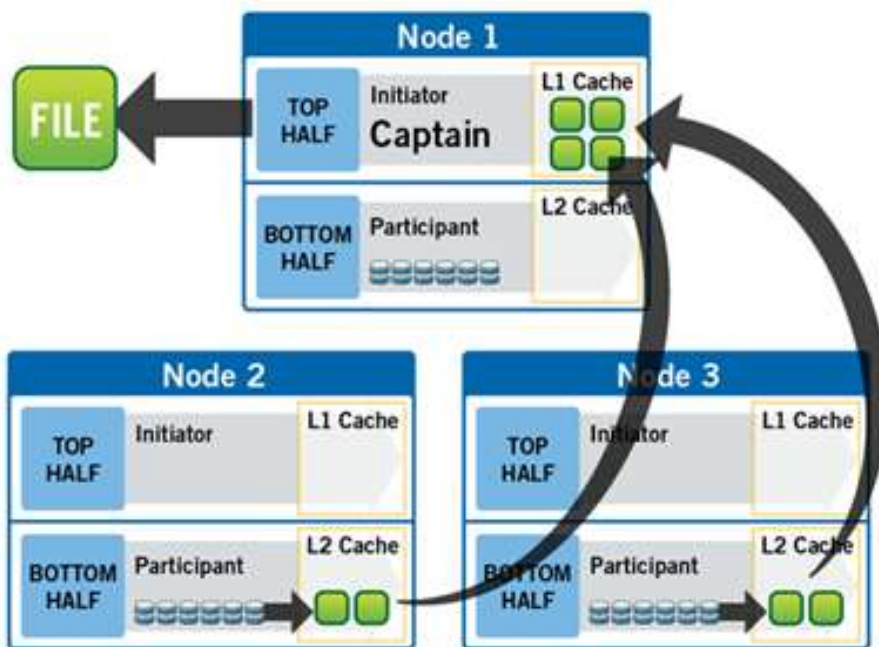 Node 1
FILE
TOP
HALF
Initiator
Captain
L1 Cache
BOTTOM
HALF
Participant
L2 Cache
Node 2
TOP
HALF
Initiator
L1 Cache
BOTTOM
HALF
Participant
L2 Cache
Node 3
TOP
HALF
Initiator
L1 Cache
BOTTOM
HALF
Participant
L2 Cache